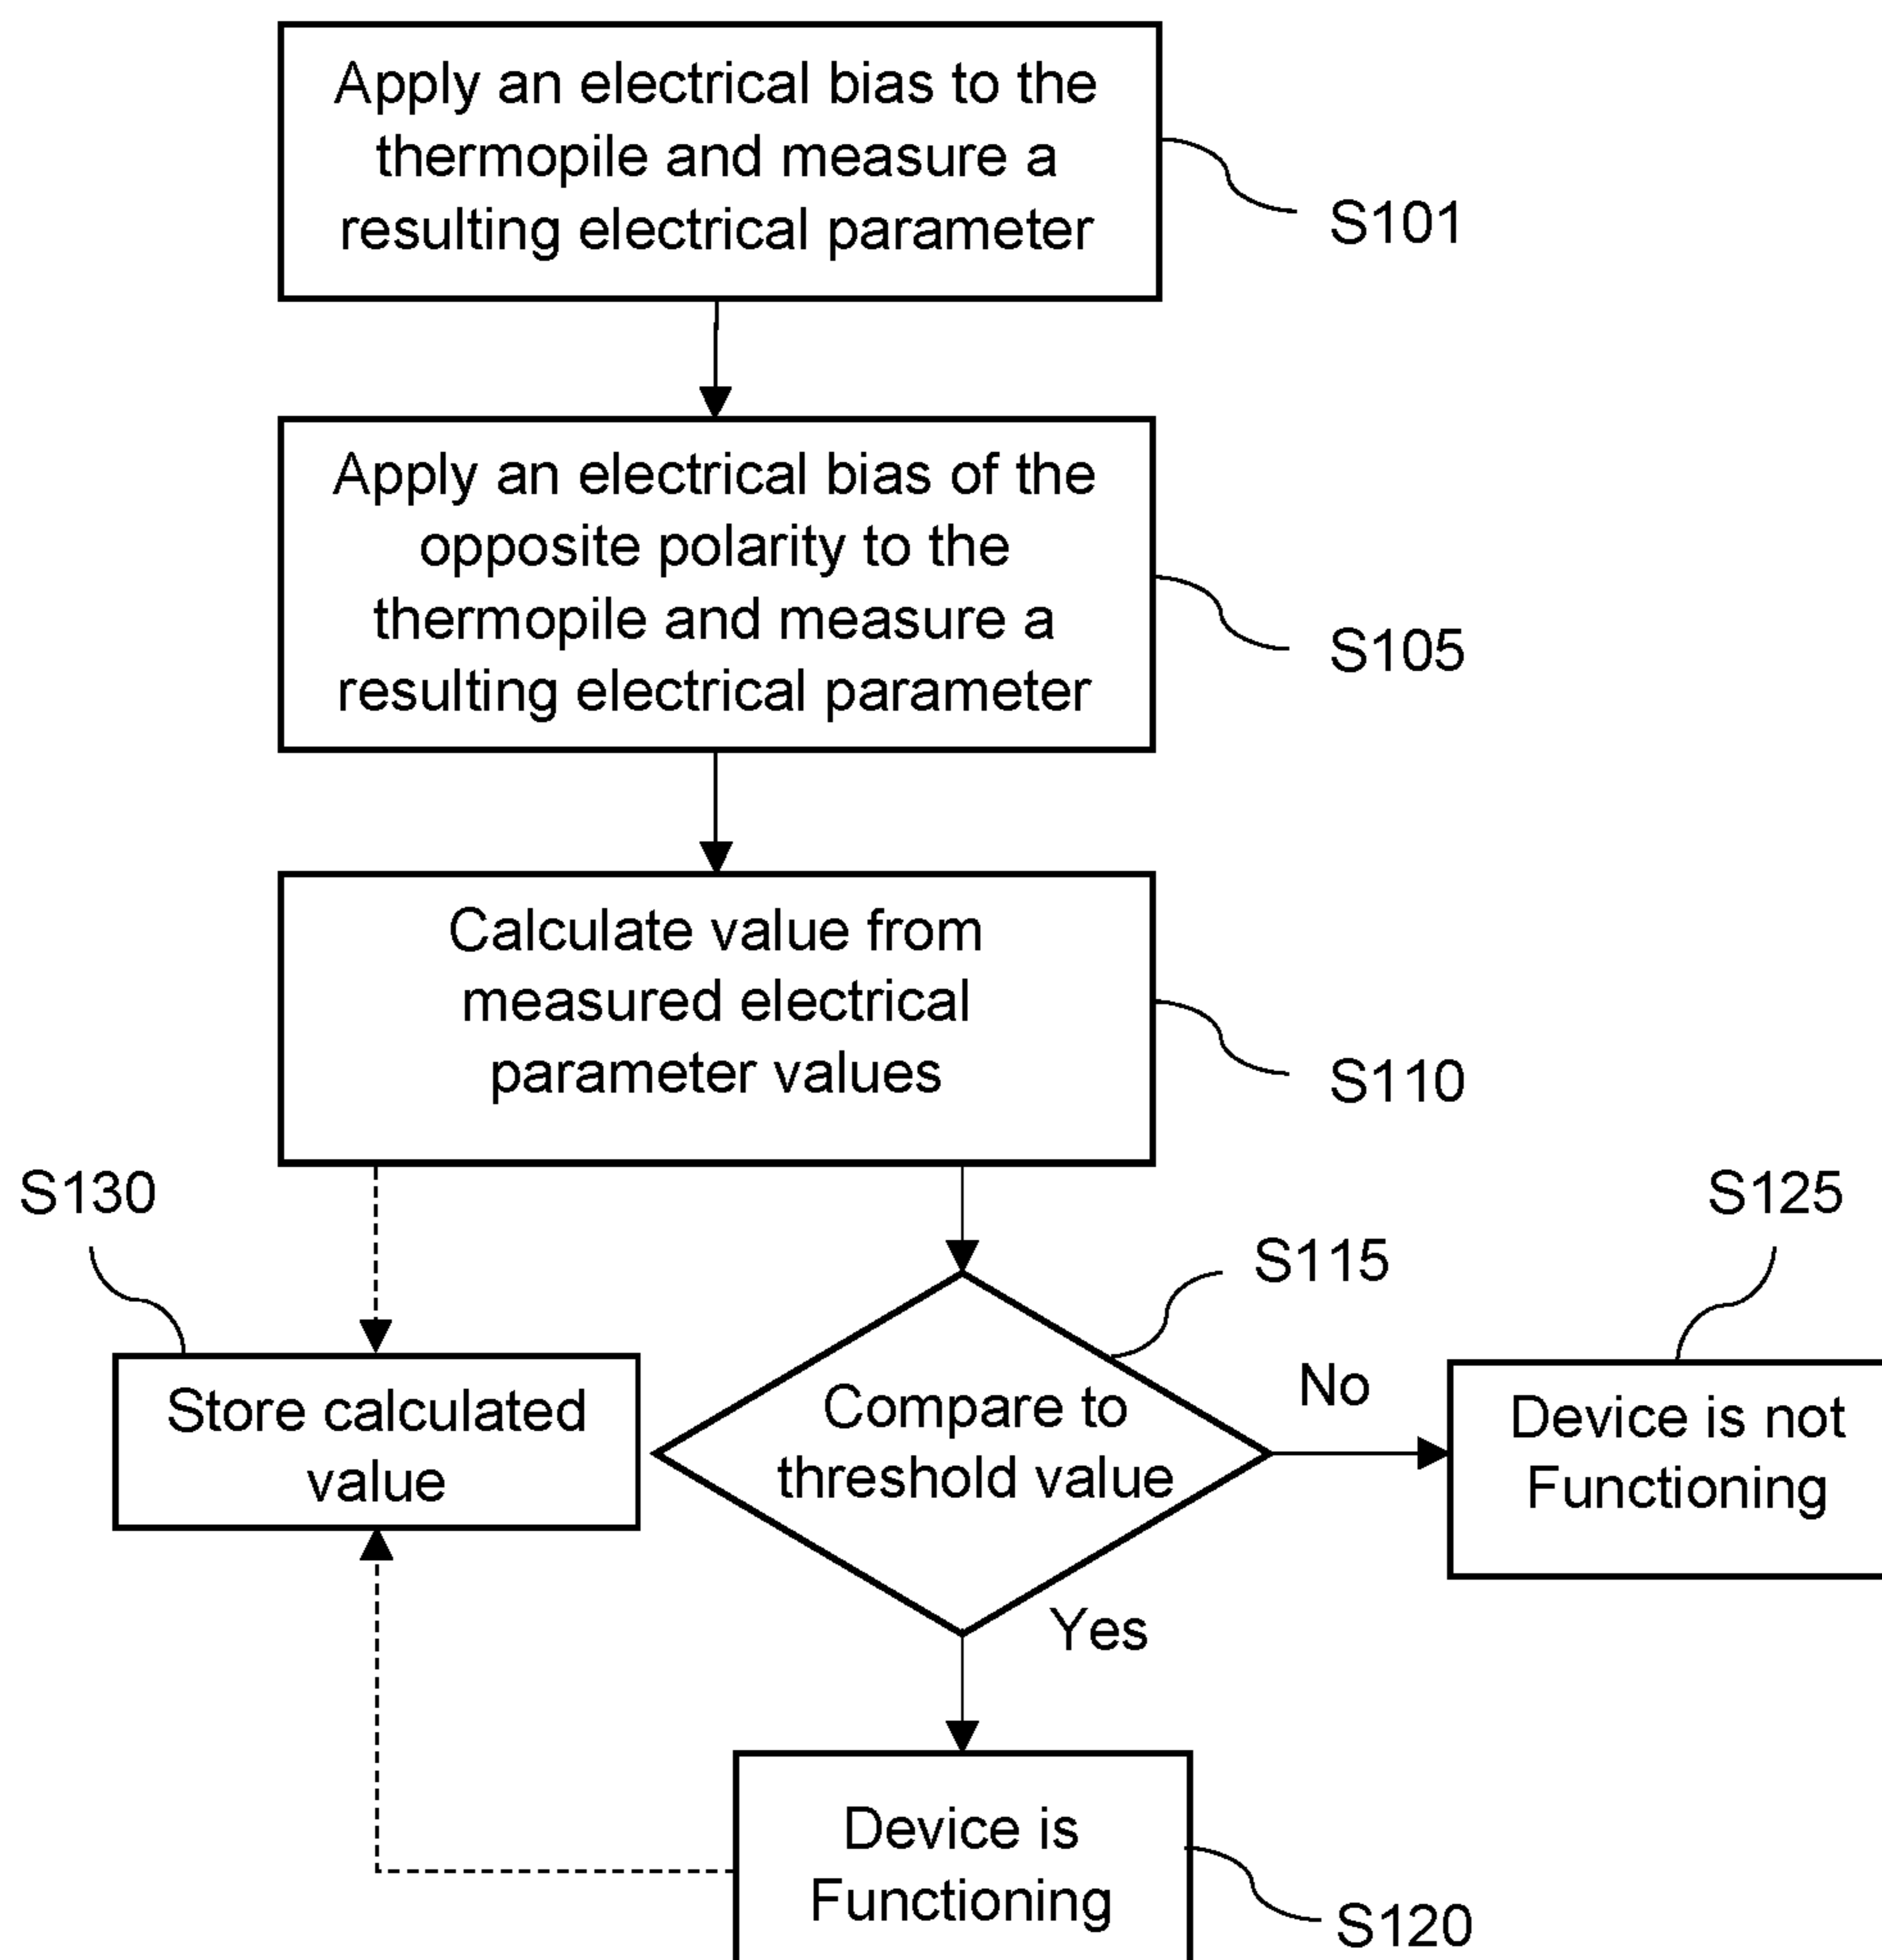 Apply an electrical bias to the
thermopile and measure a
resulting electrical parameter
S101
Apply an electrical bias of the
opposite polarity to the
thermopile and measure a
resulting electrical parameter
S105
Calculate value from
measured electrical
parameter values
S110
S130
S125
S115
Store calculated
value
Compare to
threshold value
No
Device is not
Functioning
Yes
Device is
Functioning
S120